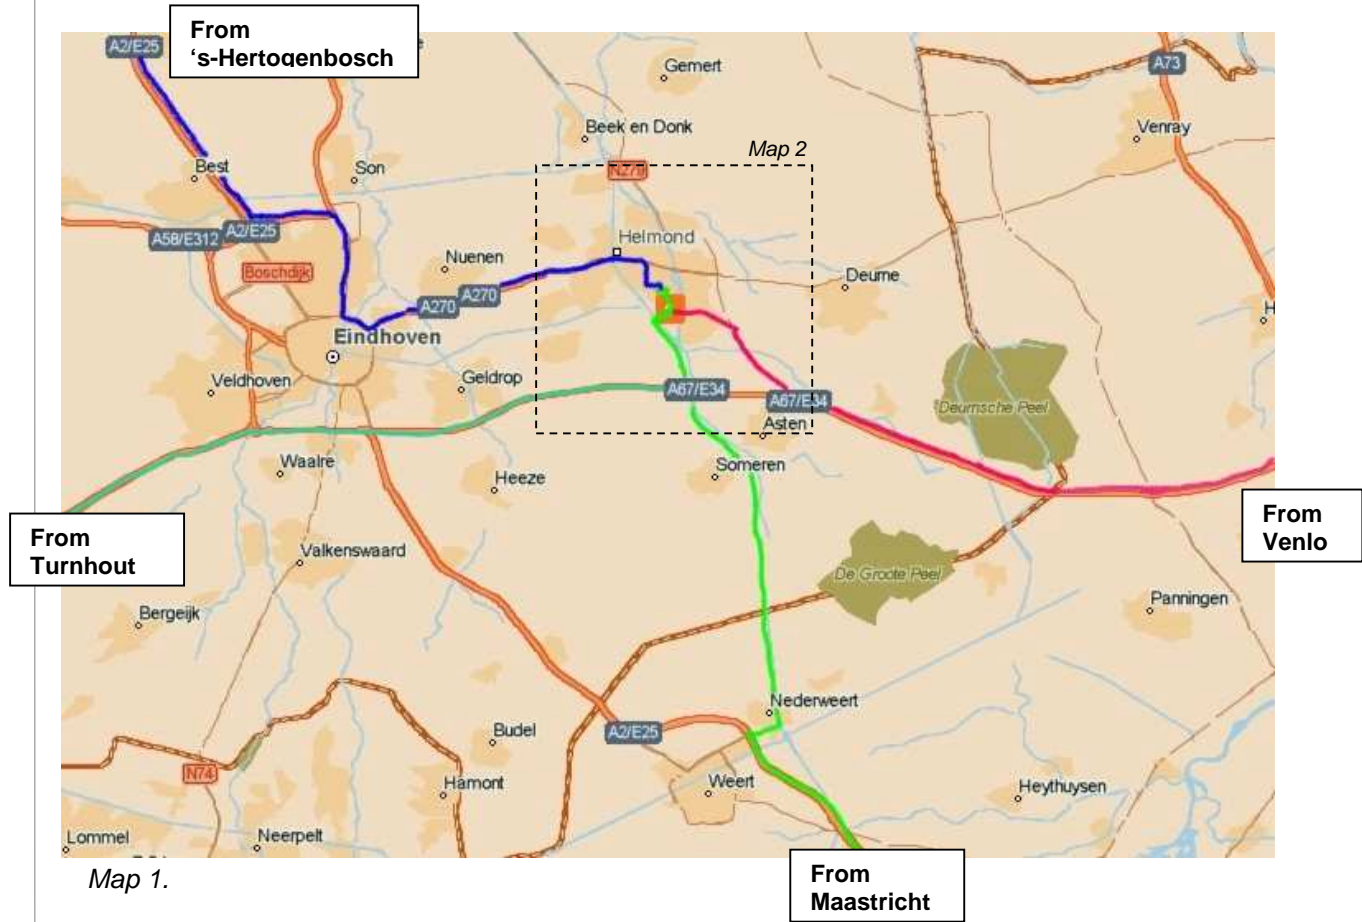 From
‘s-Hertogenbosch
A2/E25
Gemert
A73
Beek en Donk
Venray
Map 2
Best
Son
N279
A58/E312
A2/E25
Helmond
Boschdijk
Nuenen
Deurne
A270
A270
H
Eindhoven
Veldhoven
Geldrop
A67/E34
A67/E34
Deurnsche Peel
Asten
Waalre
Heeze
Someren
From
Turnhout
From
Venlo
Valkenswaard
De Groote Peel
Bergeijk
Panningen
Nederweert
Budel
A2/E25
N74
Hamont
Weert
Heythuysen
Lommel
Neerpelt
Map 1.
From
Maastricht